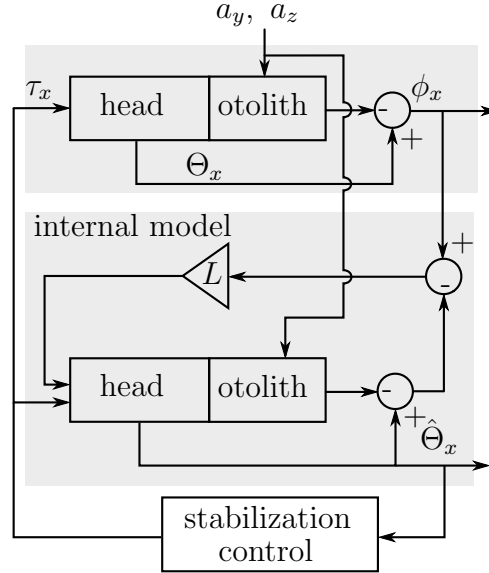 a_y, a_z
τ_x
head
otolith
-
ϕ_x
+
Θ_x
internal model
+
L
-
head
otolith
-
+
Θ̂_x
stabilization
control